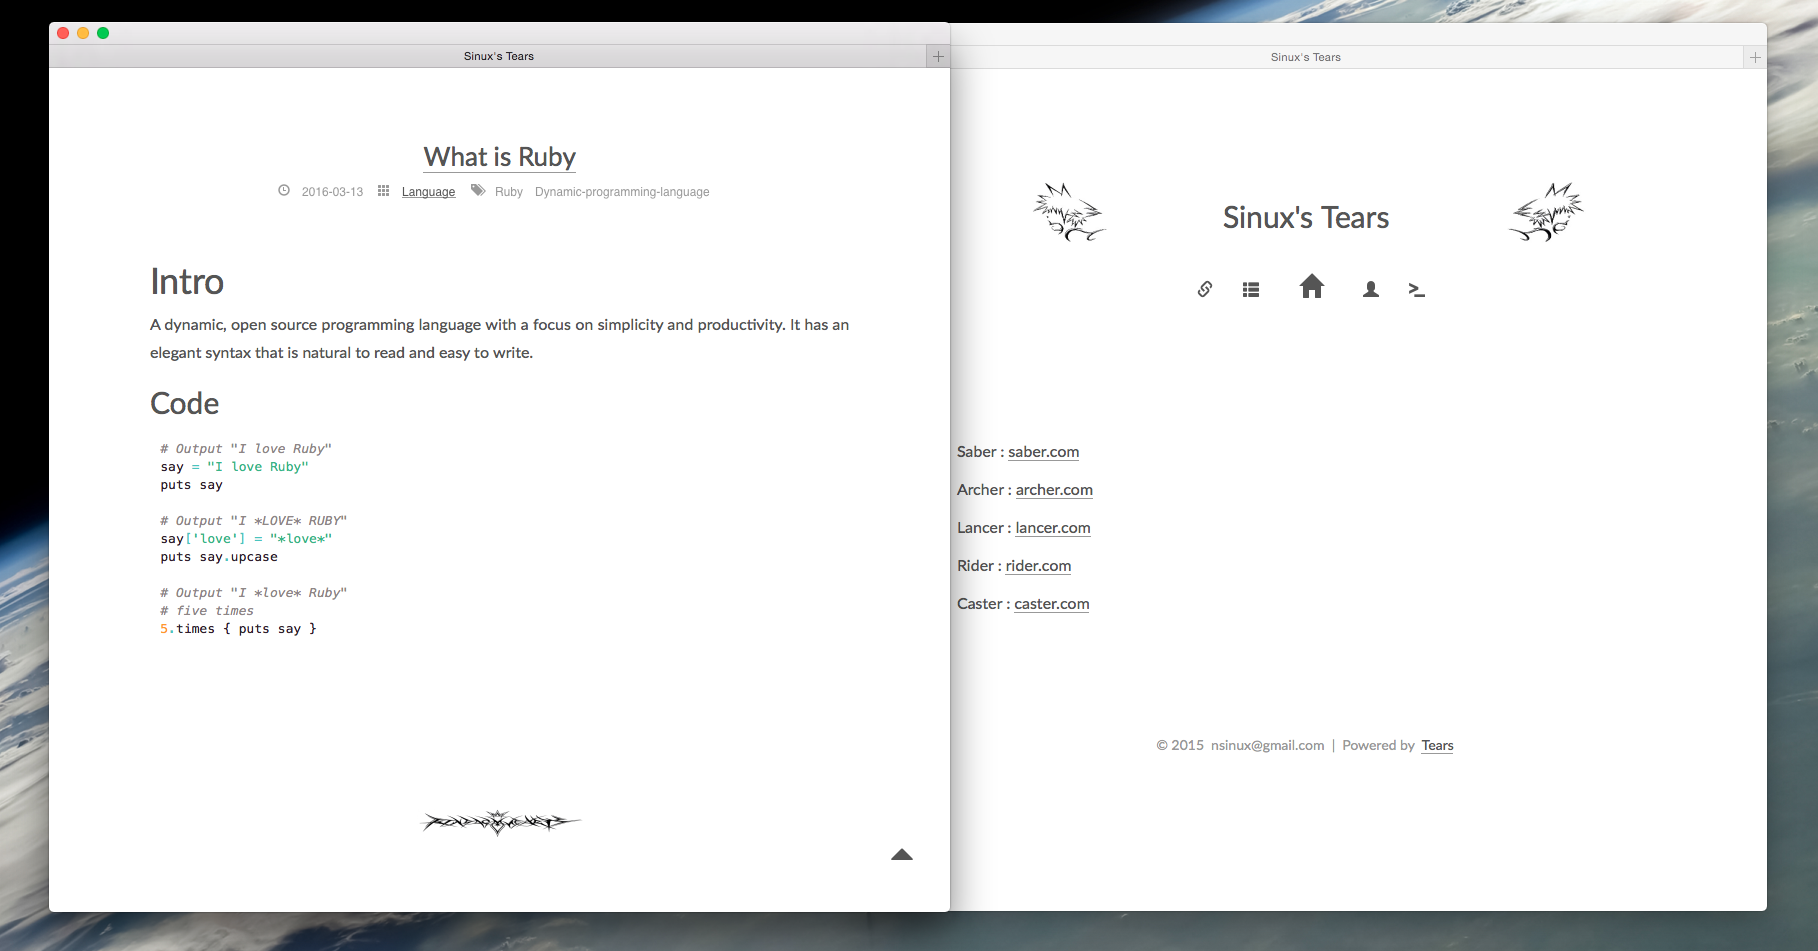 Sinux's Tears
What is Ruby
2016-03-13 Language Ruby Dynamic-programming-language
Intro
A dynamic, open source programming language with a focus on simplicity and productivity. It has an
elegant syntax that is natural to read and easy to write.
Code
# Output "I love Ruby"
say = "I love Ruby"
puts say
# Output "I *LOVE* RUBY"
say['love'] = "*love*"
puts say.upcase
# Output "I *love* Ruby"
# five times
5.times { puts say }
Sinux's Tears
Sinux's Tears
Saber : saber.com
Archer : archer.com
Lancer : lancer.com
Rider : rider.com
Caster : caster.com
© 2015 nsinux@gmail.com | Powered by Tears